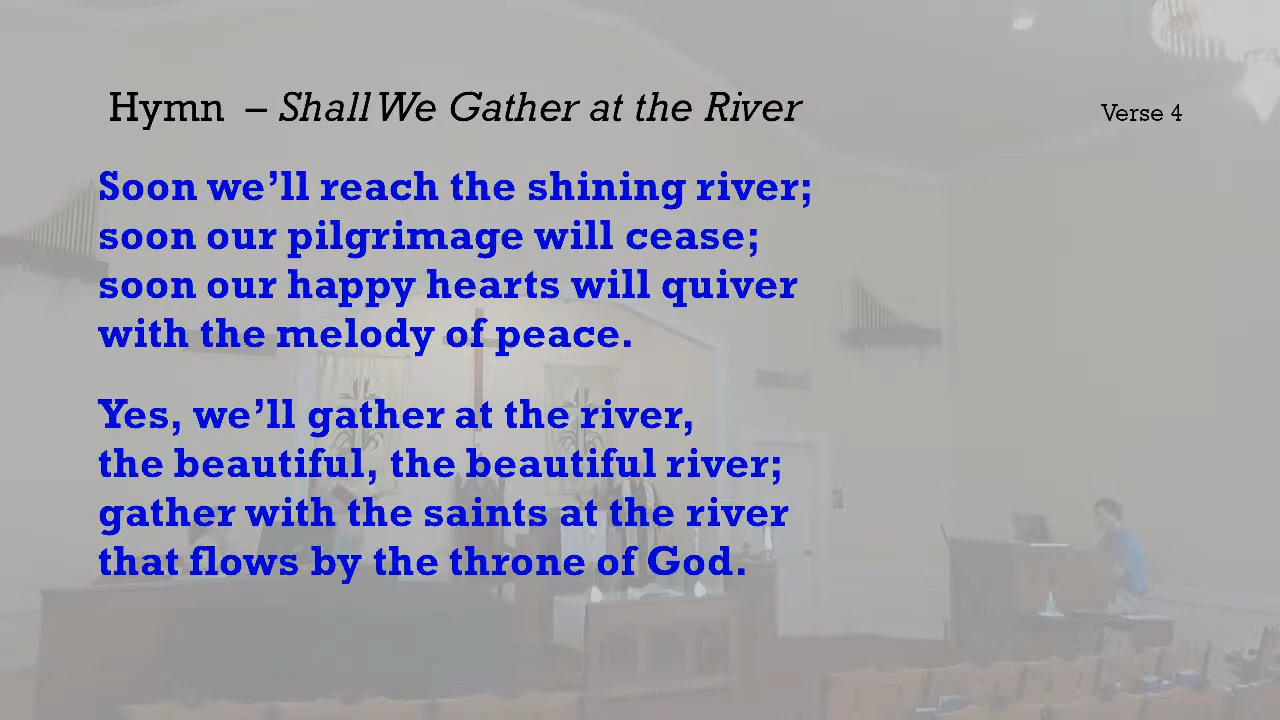 Hymn – Shall We Gather at the River
Verse 4
Soon we’ll reach the shining river;
soon our pilgrimage will cease;
soon our happy hearts will quiver
with the melody of peace.
Yes, we’ll gather at the river,
the beautiful, the beautiful river;
gather with the saints at the river
that flows by the throne of God.